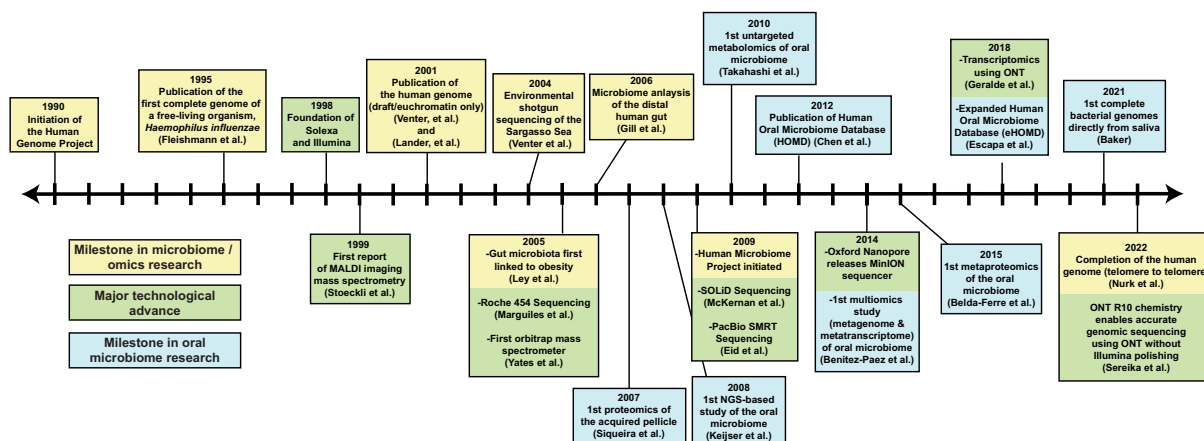 1990
Initiation of
the Human
Genome Project
1995
Publication of the
first complete genome of
a free-living organism,
Haemophilus influenzae
(Fleishmann et al.)
1998
Foundation of
Solexa
and Illumina
2001
Publication of
the human genome
(draft/euchromatin only)
(Venter, et al.)
and
(Lander, et al.)
2004
Environmental
shotgun
sequencing of the
Sargasso Sea
(Venter et al.)
2006
Microbiome anlaysis of
the distal
human gut
(Gill et al.)
2010
1st untargeted
metabolomics of oral
microbiome
(Takahashi et al.)
2012
Publication of Human
Oral Microbiome Database
(HOMD) (Chen et al.)
2018
-Transcriptomics
using ONT
(Geralde et al.)
-Expanded Human
Oral Microbiome
Database (eHOMD)
(Escapa et al.)
2021
1st complete
bacterial genomes
directly from saliva
(Baker)
Milestone in microbiome /
omics research
Major technological
advance
Milestone in oral
microbiome research
1999
First report
of MALDI imaging
mass spectrometry
(Stoeckli et al.)
2005
-Gut microbiota first
linked to obesity
(Ley et al.)
-Roche 454 Sequencing
(Marguiles et al.)
-First orbitrap mass
spectrometer
(Yates et al.)
2007
1st proteomics of
the acquired pellicle
(Siqueira et al.)
2008
1st NGS-based
study of the oral
microbiome
(Keijser et al.)
2009
-Human Microbiome
Project initiated
-SOLiD Sequencing
(McKernan et al.)
-PacBio SMRT
Sequencing
(Eid et al.)
2014
-Oxford Nanopore
releases MinION
sequencer
-1st multiomics
study
(metagenome &
metatranscriptome)
of oral microbiome
(Benitez-Paez et al.)
2015
1st metaproteomics of
the oral
microbiome
(Belda-Ferre et al.)
2022
Completion of the human
genome (telomere to telomere)
(Nurk et al.)
ONT R10 chemistry
enables accurate
genomic sequencing
using ONT without
Illumina polishing
(Sereika et al.)